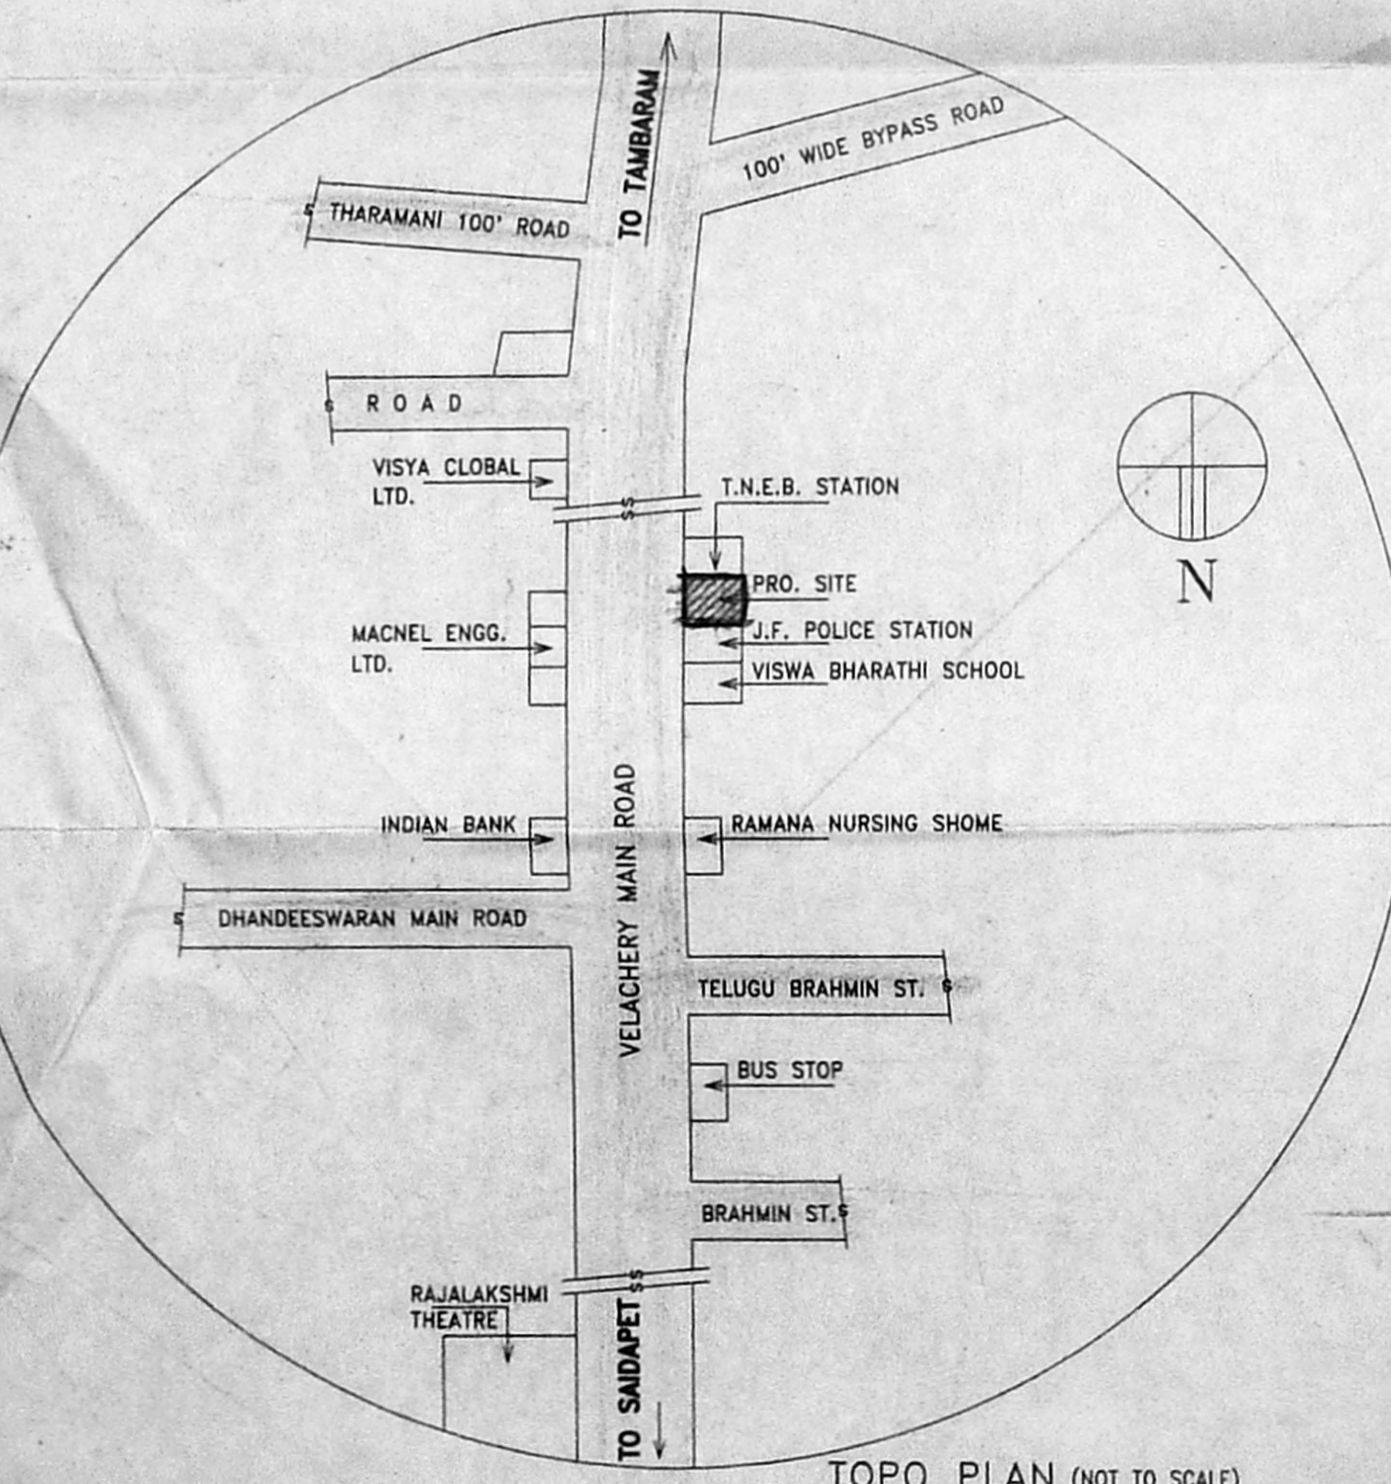 TO TAMBARAM
100' WIDE BYPASS ROAD
THARAMANI 100' ROAD
ROAD
VISYA CLOBAL
LTD.
T.N.E.B. STATION
PRO. SITE
MACNEL ENGG.
LTD.
J.F. POLICE STATION
VISWA BHARATHI SCHOOL
N
VELACHERY MAIN ROAD
INDIAN BANK
RAMANA NURSING SHOME
DHANDEESWARAN MAIN ROAD
TELUGU BRAHMIN ST.
BUS STOP
BRAHMIN ST.
RAJALAKSHMI
THEATRE
TO SAIDAPET
TOPO PLAN (NOT TO SCALE)